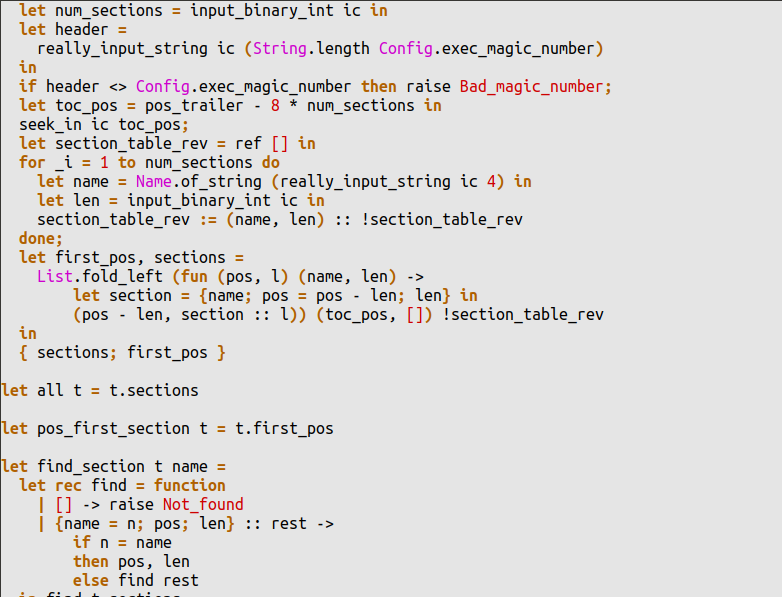 let num_sections = input_binary_int ic in
let header =
really_input_string ic (String.length Config.exec_magic_number)
in
if header <> Config.exec_magic_number then raise Bad_magic_number;
let toc_pos = pos_trailer - 8 * num_sections in
seek_in ic toc_pos;
let section_table_rev = ref [] in
for _i = 1 to num_sections do
let name = Name.of_string (really_input_string ic 4) in
let len = input_binary_int ic in
section_table_rev := (name, len) :: !section_table_rev
done;
let first_pos, sections =
List.fold_left (fun (pos, l) (name, len) ->
let section = {name; pos = pos - len; len} in
(pos - len, section :: l)) (toc_pos, []) !section_table_rev
in
{ sections; first_pos }
let all t = t.sections
let pos_first_section t = t.first_pos
let find_section t name =
let rec find = function
| [] -> raise Not_found
| {name = n; pos; len} :: rest ->
if n = name
then pos, len
else find rest
in find t.sections